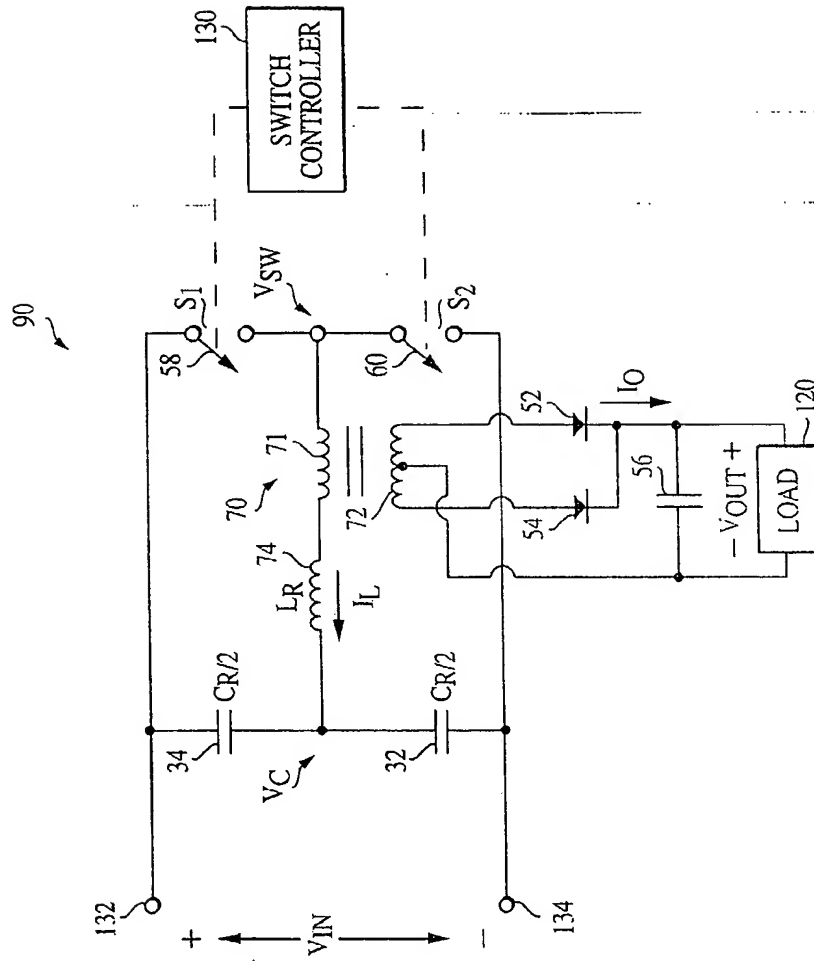 90
130
SWITCH
CONTROLLER
S1
58
VSW
60
S2
70
71
74
LR
IL
72
34
CR/2
VC
32
CR/2
132
+
VIN
−
134
52
54
IO
56
− VOUT +
LOAD
120